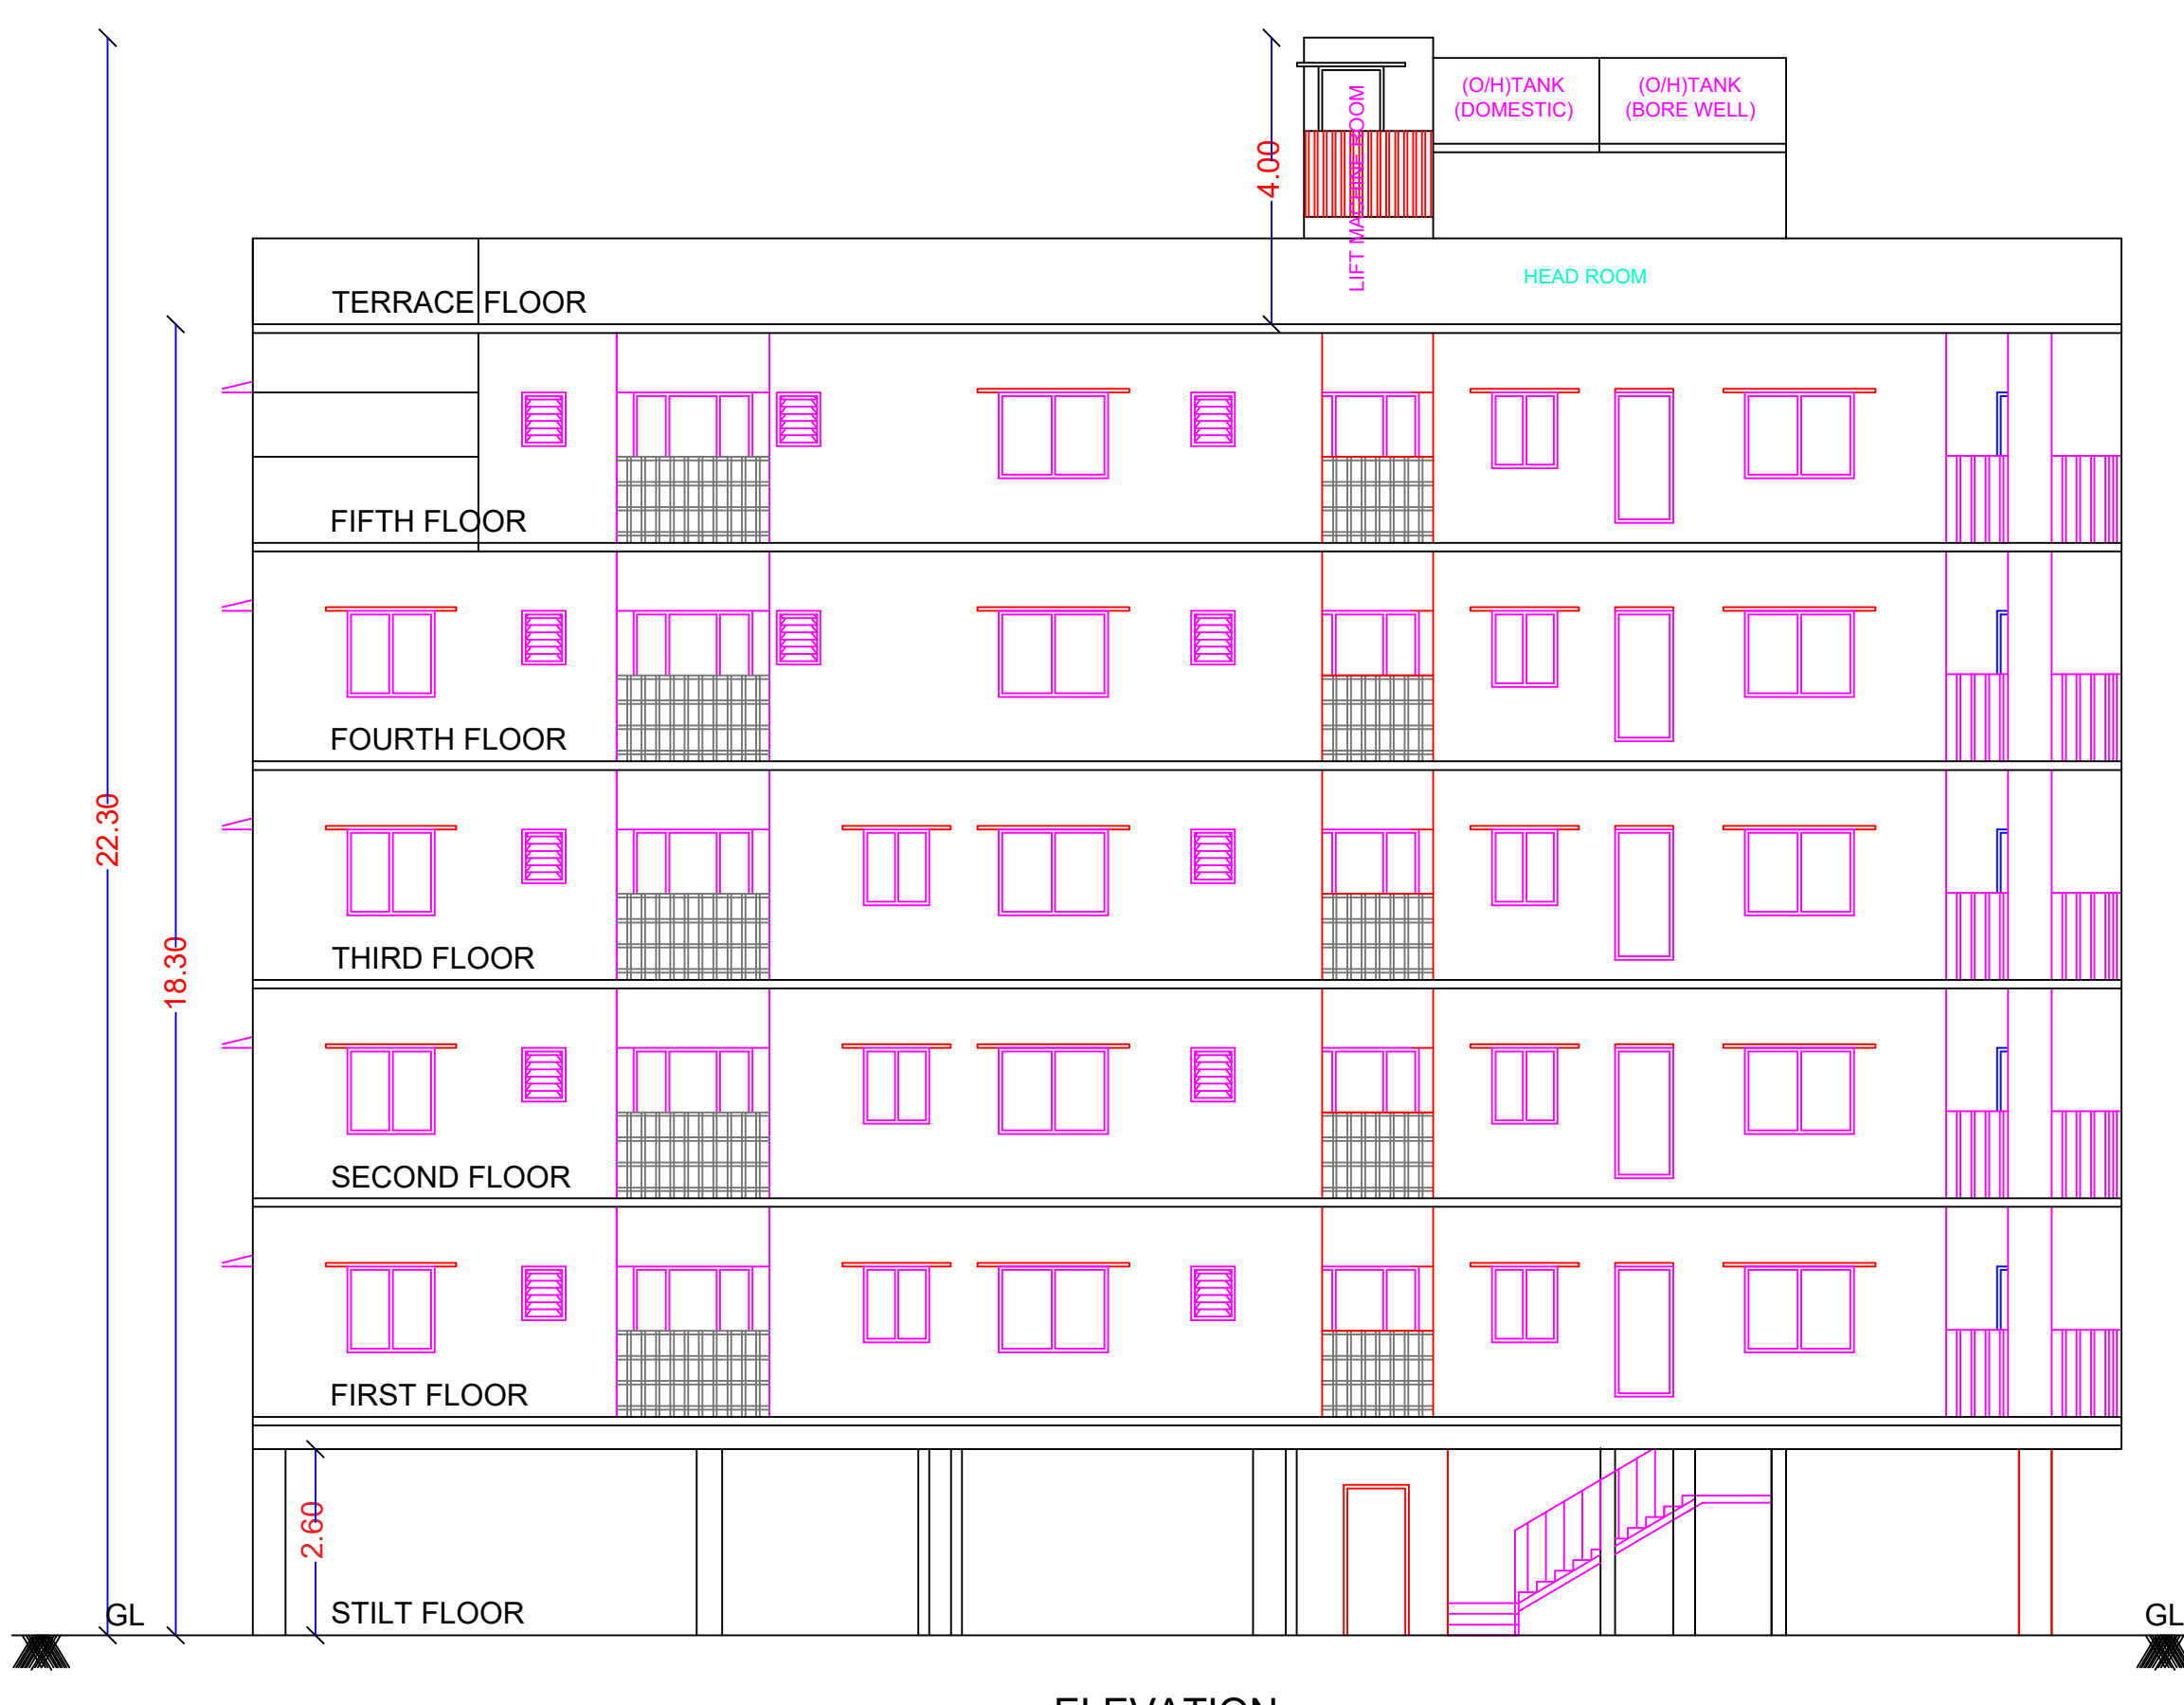 (O/H)TANK
(DOMESTIC)
(O/H)TANK
(BORE WELL)
LIFT MACHINE ROOM
4.00
HEAD ROOM
TERRACE FLOOR
FIFTH FLOOR
FOURTH FLOOR
22.30
18.30
THIRD FLOOR
SECOND FLOOR
FIRST FLOOR
2.60
STILT FLOOR
GL
GL
ELEVATION